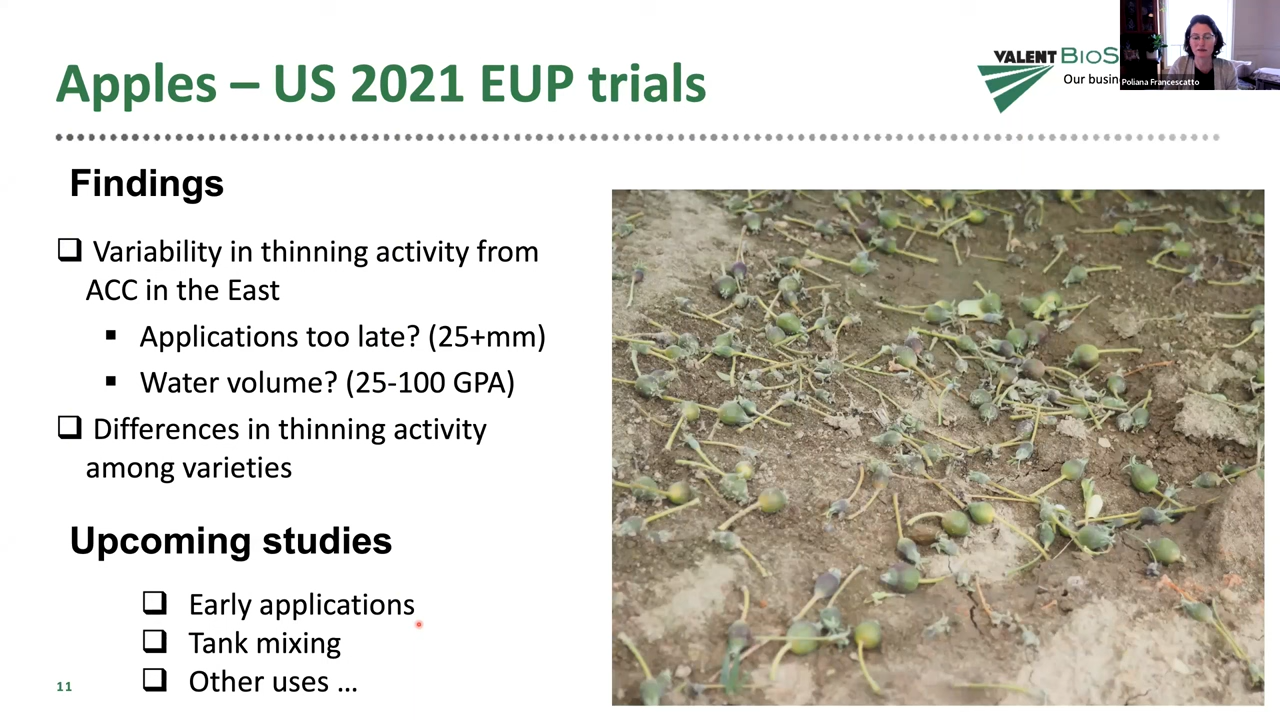 Apples – US 2021 EUP trials
VALENT BioS
Our busin
Poliana Francescatto
Findings
❑ Variability in thinning activity from
ACC in the East
▪ Applications too late? (25+mm)
▪ Water volume? (25-100 GPA)
❑ Differences in thinning activity
among varieties
Upcoming studies
❑ Early applications
❑ Tank mixing
❑ Other uses …
11